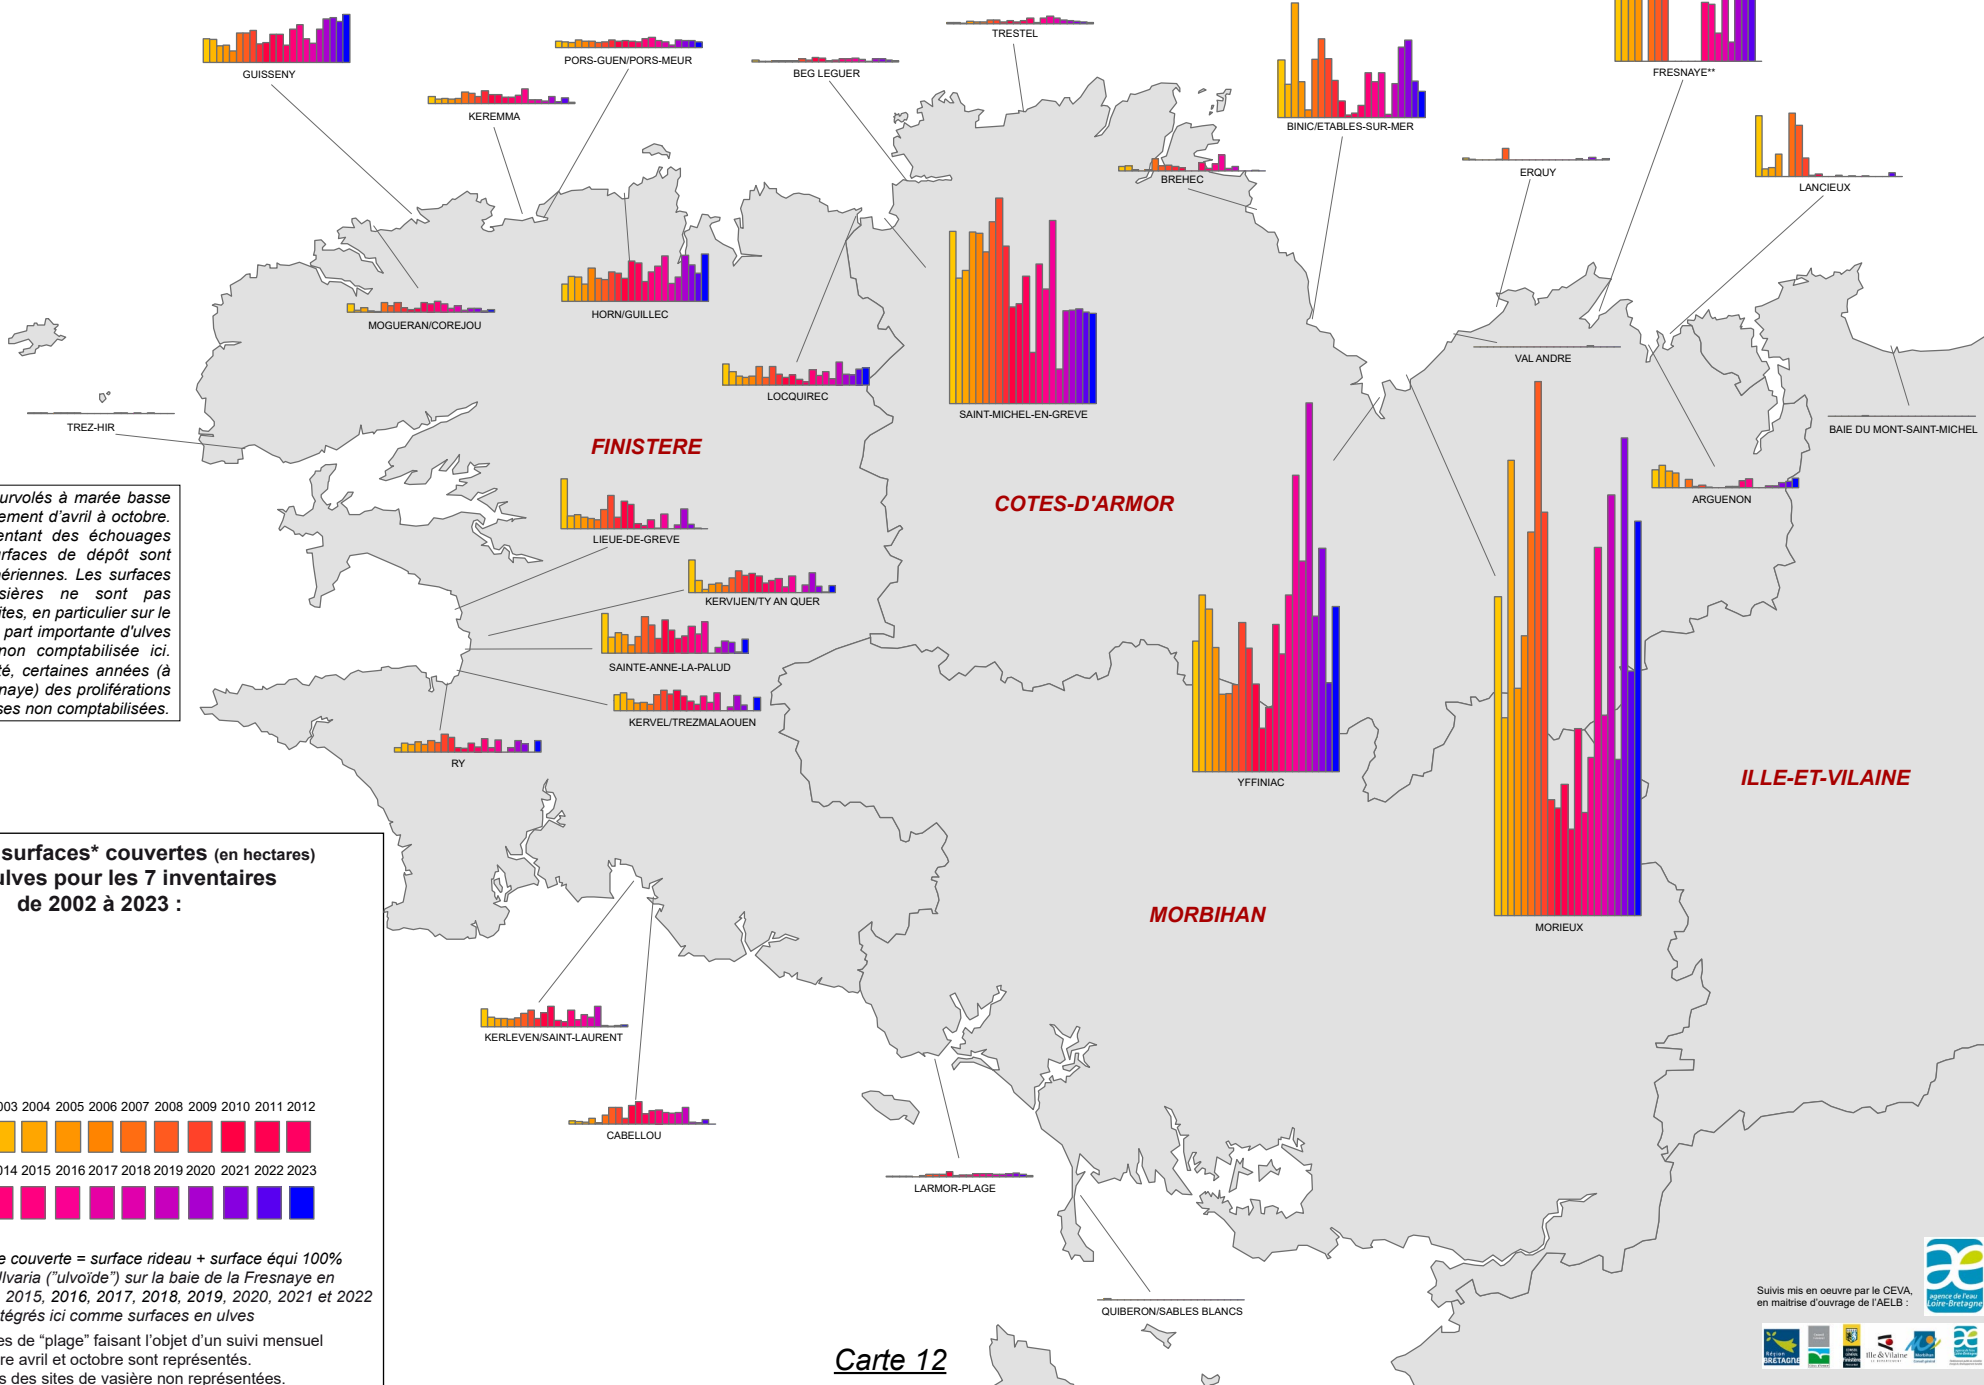 GUISSENY
KEREMMA
PORS-GUEN/PORS-MEUR
BEG LEGUER
TRESTEL
BREHEC
BINIC/ETABLES-SUR-MER
ERQUY
FRESNAYE**
LANCIEUX
MOGUERAN/COREJOU
HORN/GUILLEC
LOCQUIREC
SAINT-MICHEL-EN-GREVE
VAL ANDRE
BAIE DU MONT-SAINT-MICHEL
ARGUENON
TREZ-HIR
FINISTERE
COTES-D'ARMOR
MORBIHAN
ILLE-ET-VILAINE
LIEUE-DE-GREVE
KERVIJEN/TY AN QUER
SAINTE-ANNE-LA-PALUD
KERVEL/TREZMALAOUEN
RY
YFFINIAC
MORIEUX
KERLEVEN/SAINT-LAURENT
CABELLOU
LARMOR-PLAGE
QUIBERON/SABLES BLANCS
urvolés à marée basse
ement d'avril à octobre.
entant des échouages
urfaces de dépôt sont
ériennes. Les surfaces
sières ne sont pas
ites, en particulier sur le
part importante d'ulves
non comptabilisée ici.
té, certaines années (à
naye) des proliférations
ses non comptabilisées.
surfaces* couvertes (en hectares)
ulves pour les 7 inventaires
de 2002 à 2023 :
003 2004 2005 2006 2007 2008 2009 2010 2011 2012
014 2015 2016 2017 2018 2019 2020 2021 2022 2023
e couverte = surface rideau + surface équi 100%
lvaria ("ulvoïde") sur la baie de la Fresnaye en
, 2015, 2016, 2017, 2018, 2019, 2020, 2021 et 2022
tégrés ici comme surfaces en ulves
es de "plage" faisant l'objet d'un suivi mensuel
re avril et octobre sont représentés.
s des sites de vasière non représentées.
Carte 12
Suivis mis en oeuvre par le CEVA,
en maitrise d'ouvrage de l'AELB :
agence de l'eau
Loire-Bretagne
Région
BRETAGNE
Ille & Vilaine